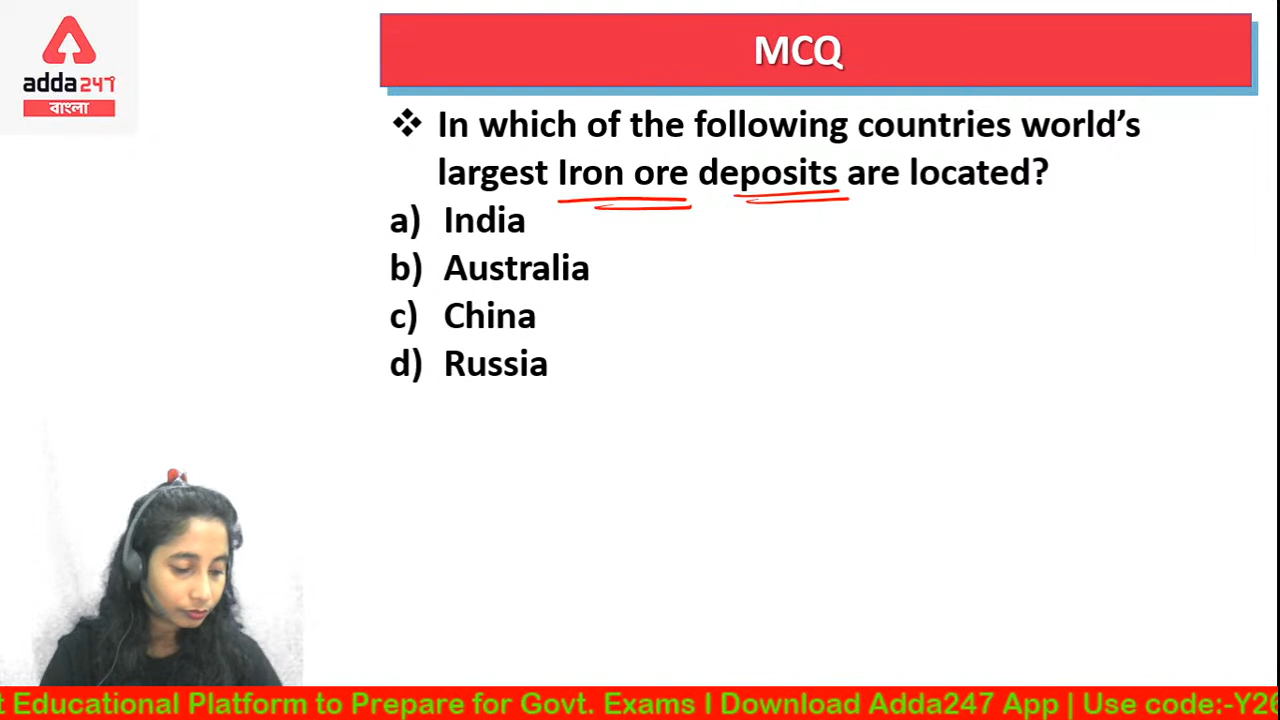 adda247
বাংলা
MCQ
❖ In which of the following countries world's
largest Iron ore deposits are located?
a) India
b) Australia
c) China
d) Russia
t Educational Platform to Prepare for Govt. Exams I Download Adda247 App | Use code:-Y26